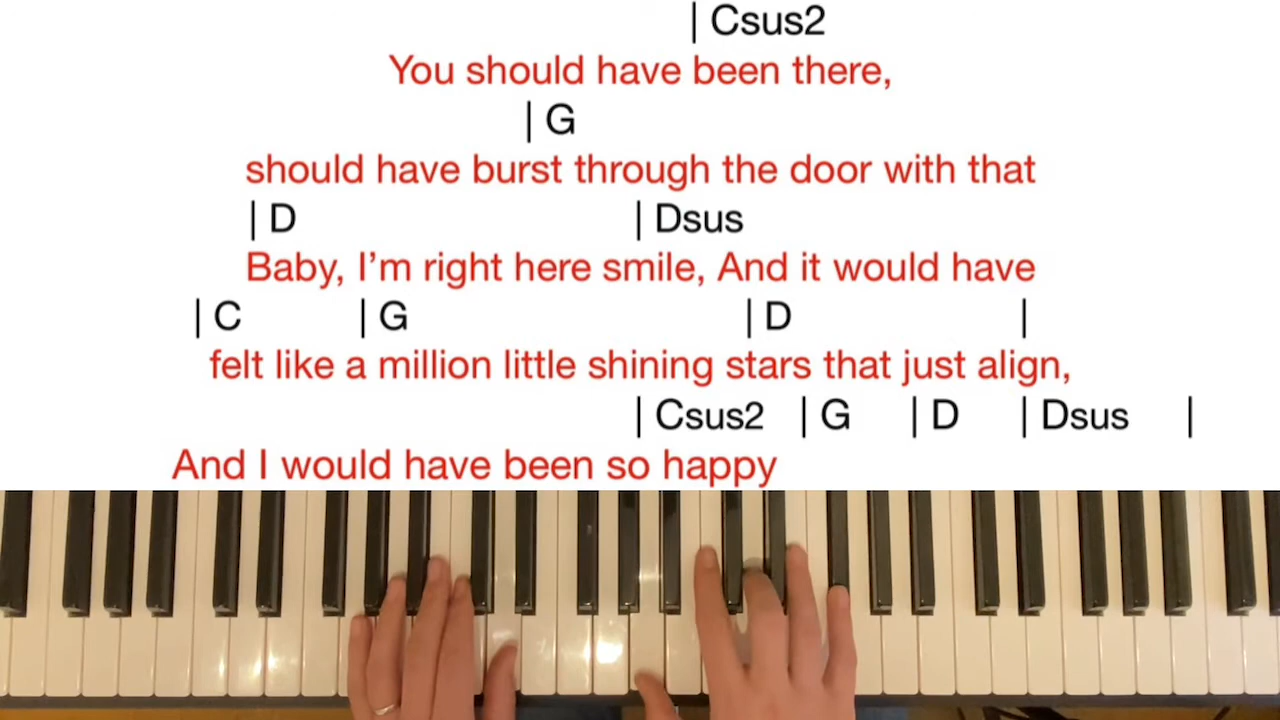 | Csus2
You should have been there,
| G
should have burst through the door with that
| D | Dsus
Baby, I’m right here smile, And it would have
| C | G | D |
felt like a million little shining stars that just align,
| Csus2 | G | D | Dsus |
And I would have been so happy